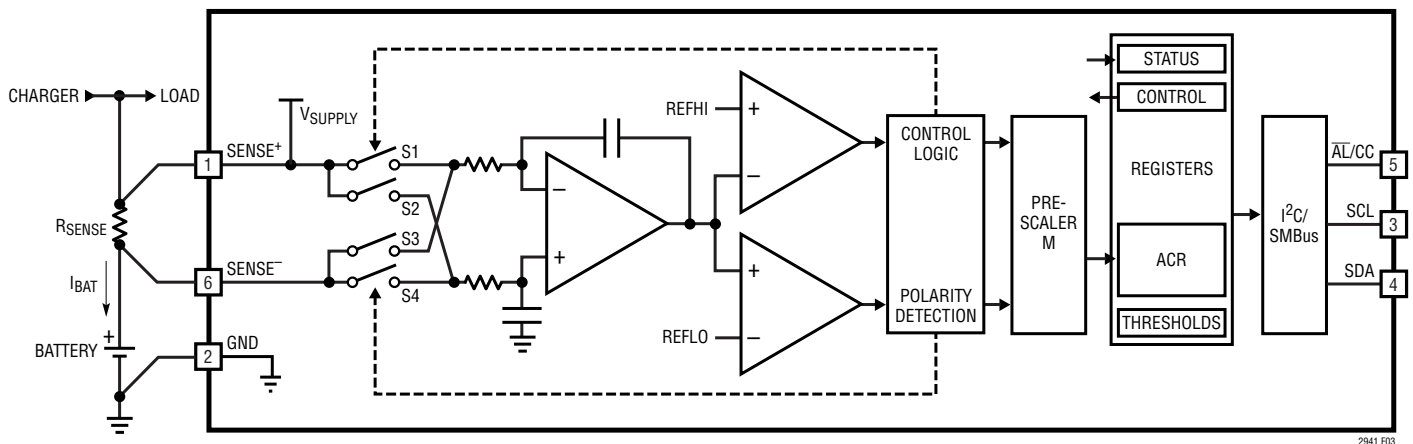 CHARGER
LOAD
VSUPPLY
1
SENSE+
S1
S2
S3
S4
RSENSE
IBAT
6
SENSE−
+
BATTERY
2
GND
−
+
REFHI
+
−
+
REFLO
−
CONTROL
LOGIC
POLARITY
DETECTION
PRE-
SCALER
M
STATUS
CONTROL
REGISTERS
ACR
THRESHOLDS
I2C/
SMBus
AL/CC
5
SCL
3
SDA
4
2941 F03